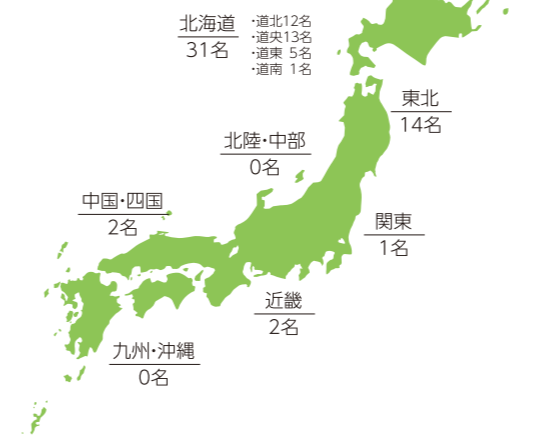 北海道
31名
・道北12名
・道央13名
・道東 5名
・道南 1名
東北
14名
北陸・中部
0名
中国・四国
2名
関東
1名
近畿
2名
九州・沖縄
0名